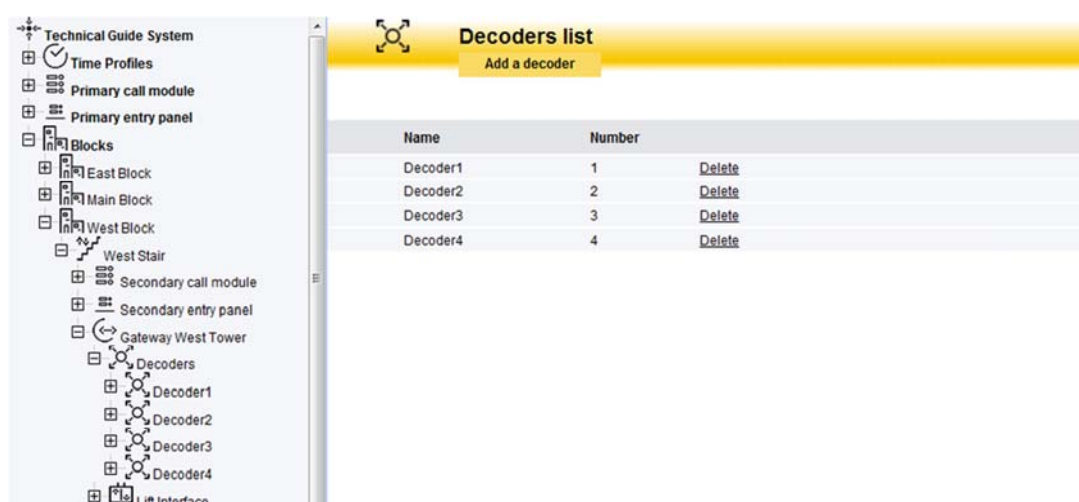 Technical Guide System
Time Profiles
Primary call module
Primary entry panel
Blocks
East Block
Main Block
West Block
West Stair
Secondary call module
Secondary entry panel
Gateway West Tower
Decoders
Decoder1
Decoder2
Decoder3
Decoder4
Lift Interface
Decoders list
Add a decoder
Name Number
Decoder1 1 Delete
Decoder2 2 Delete
Decoder3 3 Delete
Decoder4 4 Delete